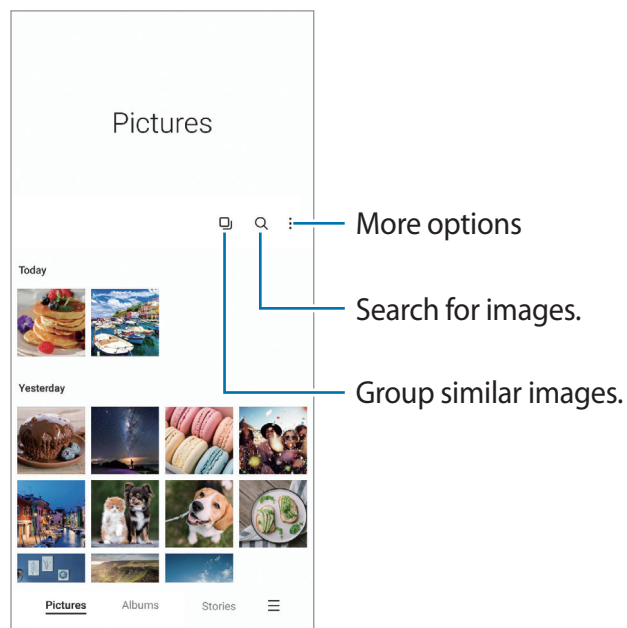 Pictures
More options
Today
Search for images.
Yesterday
Group similar images.
Pictures Albums Stories